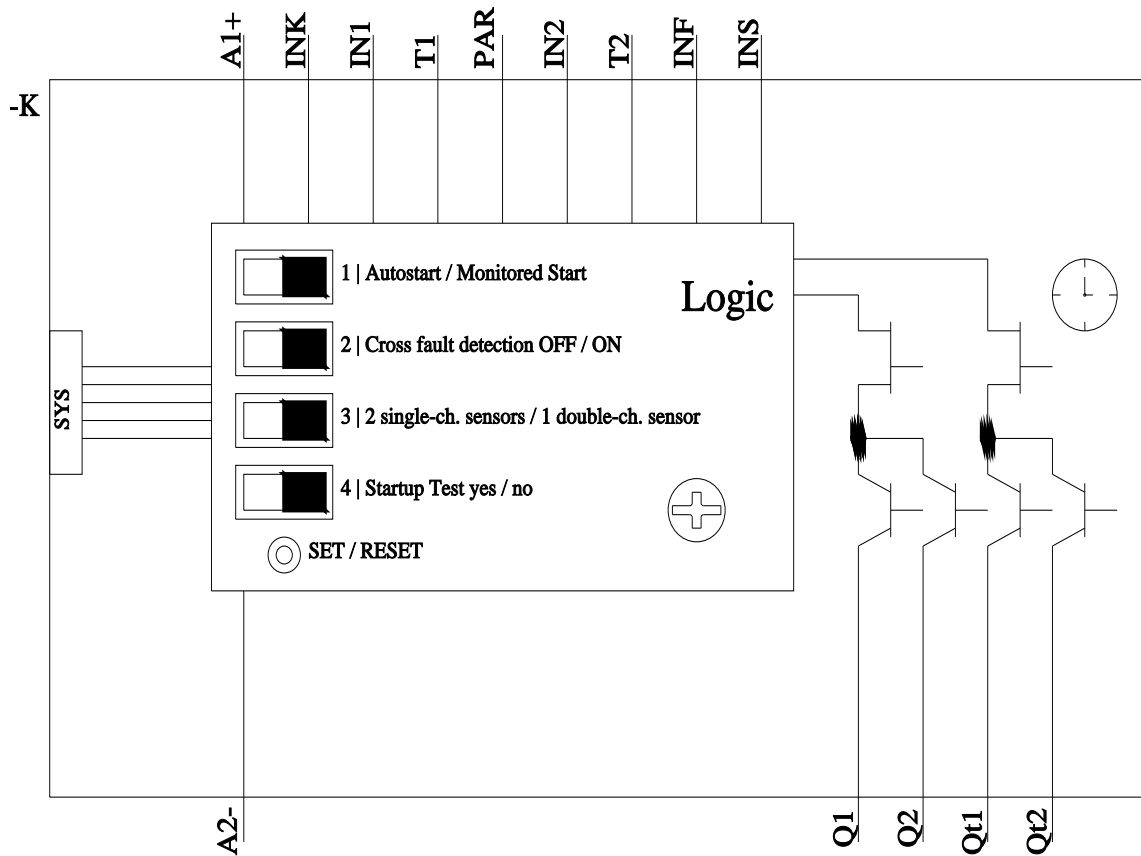 A1+
INK
IN1
T1
PAR
IN2
T2
INF
INS
-K
1 | Autostart / Monitored Start
Logic
2 | Cross fault detection OFF / ON
SYS
3 | 2 single-ch. sensors / 1 double-ch. sensor
4 | Startup Test yes / no
SET / RESET
A2-
Q1
Q2
Qt1
Qt2